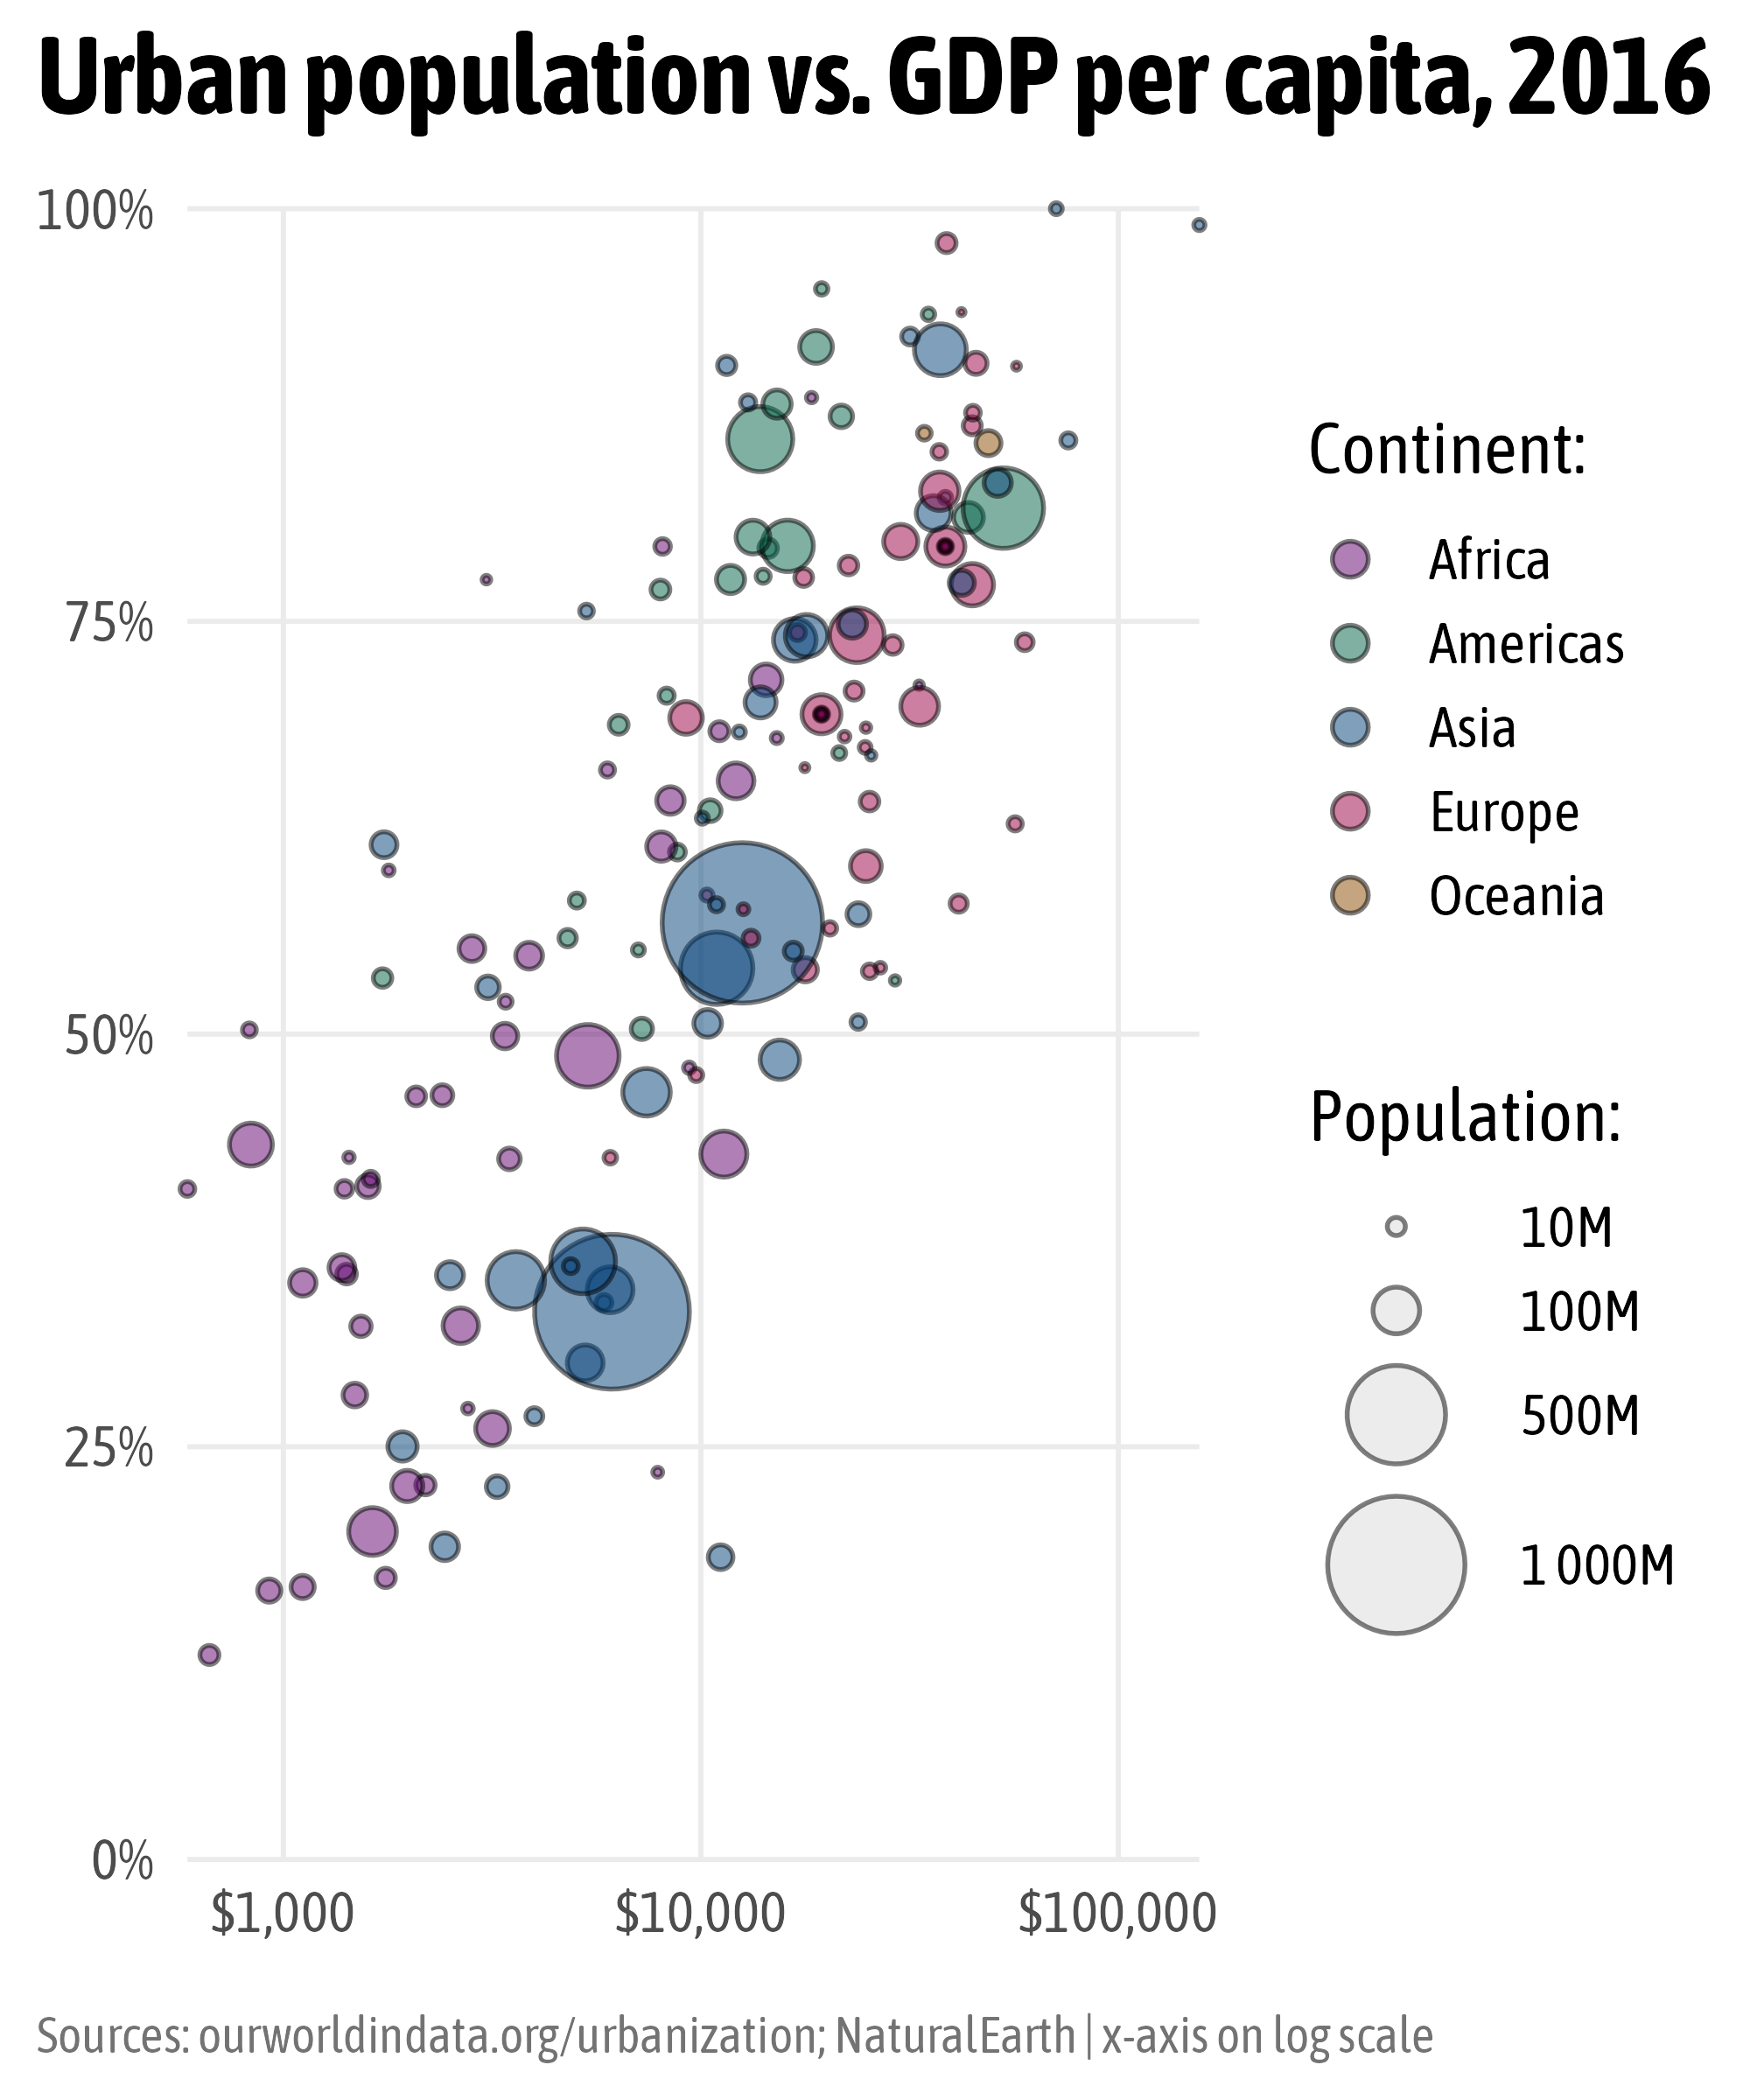 Urban population vs. GDP per capita, 2016
100%
75%
50%
25%
0%
$1,000
$10,000
$100,000
Continent:
Africa
Americas
Asia
Europe
Oceania
Population:
10M
100M
500M
1 000M
Sources: ourworldindata.org/urbanization; NaturalEarth | x-axis on log scale